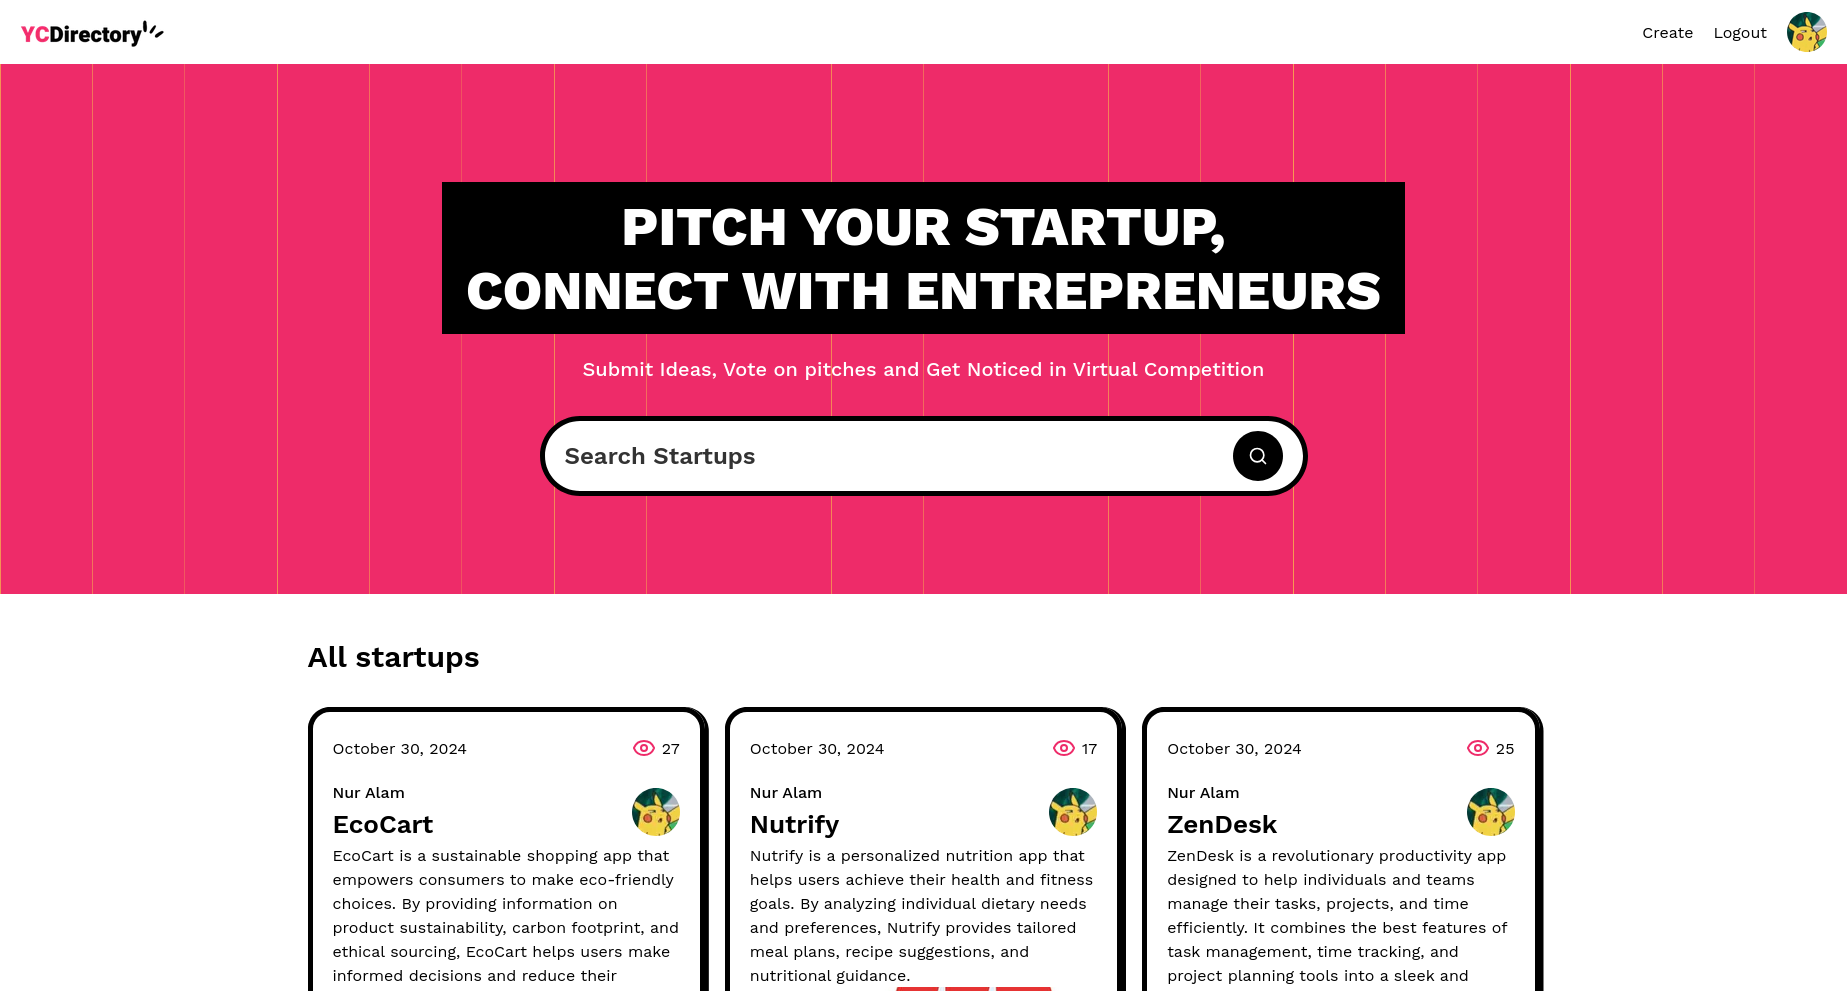 YCDirectory
Create
Logout
PITCH YOUR STARTUP,
CONNECT WITH ENTREPRENEURS
Submit Ideas, Vote on pitches and Get Noticed in Virtual Competition
Search Startups
All startups
October 30, 2024
27
Nur Alam
EcoCart
EcoCart is a sustainable shopping app that
empowers consumers to make eco-friendly
choices. By providing information on
product sustainability, carbon footprint, and
ethical sourcing, EcoCart helps users make
informed decisions and reduce their
October 30, 2024
17
Nur Alam
Nutrify
Nutrify is a personalized nutrition app that
helps users achieve their health and fitness
goals. By analyzing individual dietary needs
and preferences, Nutrify provides tailored
meal plans, recipe suggestions, and
nutritional guidance.
October 30, 2024
25
Nur Alam
ZenDesk
ZenDesk is a revolutionary productivity app
designed to help individuals and teams
manage their tasks, projects, and time
efficiently. It combines the best features of
task management, time tracking, and
project planning tools into a sleek and